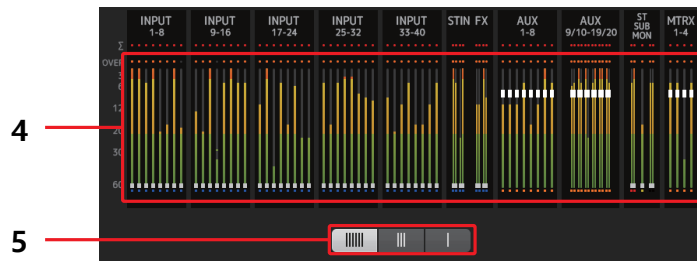 INPUT INPUT INPUT INPUT INPUT STIN FX AUX AUX ST SUB MON MTRX
1-8 9-16 17-24 25-32 33-40 1-8 9/10-19/20 1-4
Σ
OVER
3
6
12
20
30
60
4
5